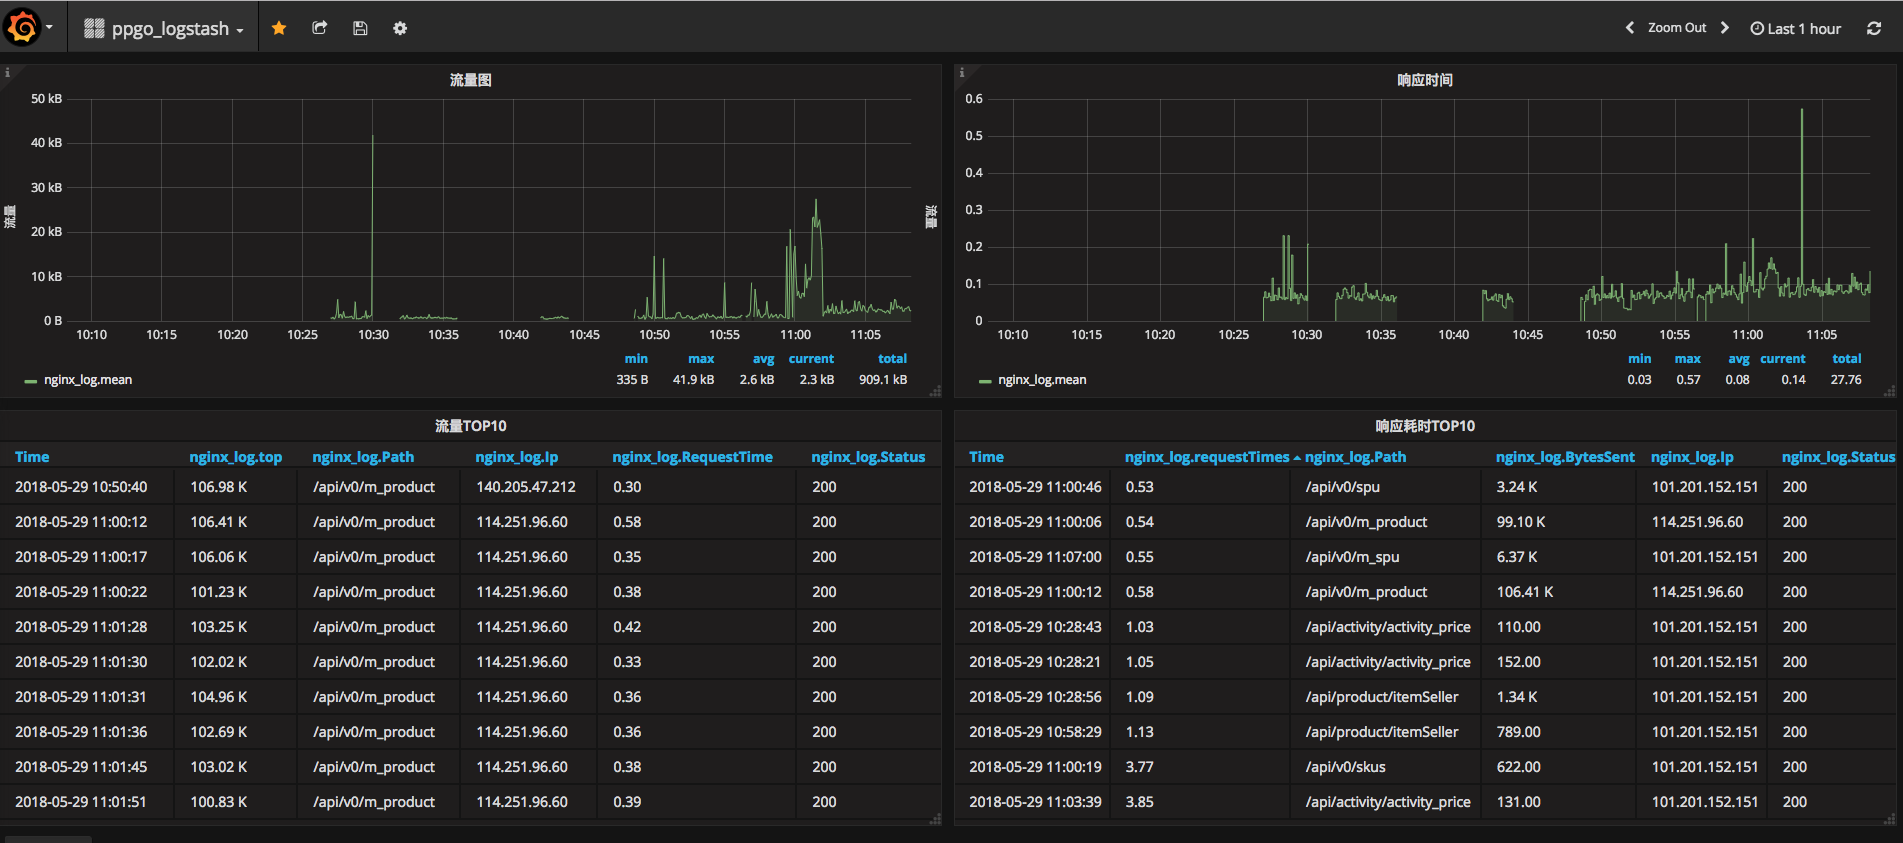 ppgo_logstash
Zoom Out
Last 1 hour
流量图
50 kB
40 kB
30 kB
20 kB
10 kB
0 B
流量
流量
10:10 10:15 10:20 10:25 10:30 10:35 10:40 10:45 10:50 10:55 11:00 11:05
min max avg current total
nginx_log.mean 335 B 41.9 kB 2.6 kB 2.3 kB 909.1 kB
响应时间
0.6
0.5
0.4
0.3
0.2
0.1
0
10:10 10:15 10:20 10:25 10:30 10:35 10:40 10:45 10:50 10:55 11:00 11:05
min max avg current total
nginx_log.mean 0.03 0.57 0.08 0.14 27.76
流量TOP10
Time nginx_log.top nginx_log.Path nginx_log.Ip nginx_log.RequestTime nginx_log.Status
2018-05-29 10:50:40 106.98 K /api/v0/m_product 140.205.47.212 0.30 200
2018-05-29 11:00:12 106.41 K /api/v0/m_product 114.251.96.60 0.58 200
2018-05-29 11:00:17 106.06 K /api/v0/m_product 114.251.96.60 0.35 200
2018-05-29 11:00:22 101.23 K /api/v0/m_product 114.251.96.60 0.38 200
2018-05-29 11:01:28 103.25 K /api/v0/m_product 114.251.96.60 0.42 200
2018-05-29 11:01:30 102.02 K /api/v0/m_product 114.251.96.60 0.33 200
2018-05-29 11:01:31 104.96 K /api/v0/m_product 114.251.96.60 0.36 200
2018-05-29 11:01:36 102.69 K /api/v0/m_product 114.251.96.60 0.36 200
2018-05-29 11:01:45 103.02 K /api/v0/m_product 114.251.96.60 0.38 200
2018-05-29 11:01:51 100.83 K /api/v0/m_product 114.251.96.60 0.39 200
响应耗时TOP10
Time nginx_log.requestTimes nginx_log.Path nginx_log.BytesSent nginx_log.Ip nginx_log.Status
2018-05-29 11:00:46 0.53 /api/v0/spu 3.24 K 101.201.152.151 200
2018-05-29 11:00:06 0.54 /api/v0/m_product 99.10 K 114.251.96.60 200
2018-05-29 11:07:00 0.55 /api/v0/m_spu 6.37 K 101.201.152.151 200
2018-05-29 11:00:12 0.58 /api/v0/m_product 106.41 K 114.251.96.60 200
2018-05-29 10:28:43 1.03 /api/activity/activity_price 110.00 101.201.152.151 200
2018-05-29 10:28:21 1.05 /api/activity/activity_price 152.00 101.201.152.151 200
2018-05-29 10:28:56 1.09 /api/product/itemSeller 1.34 K 101.201.152.151 200
2018-05-29 10:58:29 1.13 /api/product/itemSeller 789.00 101.201.152.151 200
2018-05-29 11:00:19 3.77 /api/v0/skus 622.00 101.201.152.151 200
2018-05-29 11:03:39 3.85 /api/activity/activity_price 131.00 101.201.152.151 200